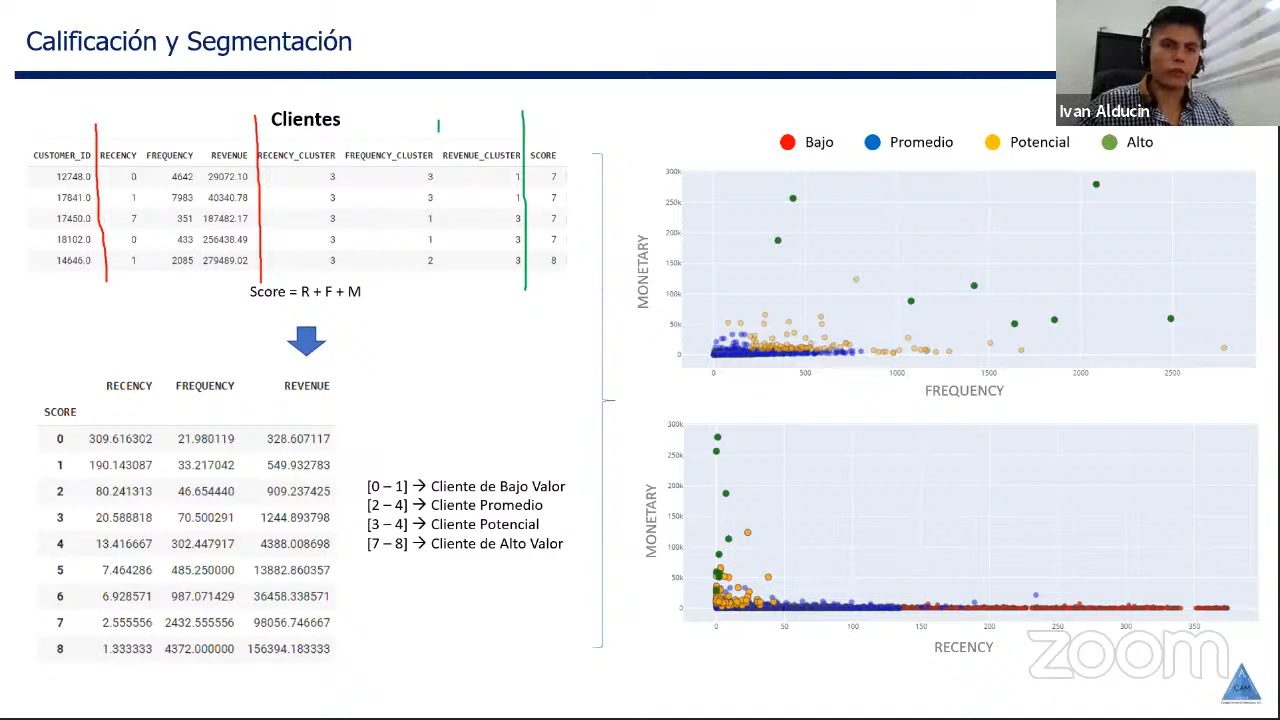 Calificación y Segmentación
Ivan Alducin
Clientes
CUSTOMER_ID RECENCY FREQUENCY REVENUE RECENCY_CLUSTER FREQUENCY_CLUSTER REVENUE_CLUSTER SCORE
12748.0 0 4642 29072.10 3 3 1 7
17841.0 1 7983 40340.78 3 3 1 7
17450.0 7 351 187482.17 3 1 3 7
18102.0 0 433 256438.49 3 1 3 7
14646.0 1 2085 279489.02 3 2 3 8
Score = R + F + M
RECENCY FREQUENCY REVENUE
SCORE
0 309.616302 21.980119 328.607117
1 190.143087 33.217042 549.932783
2 80.241313 46.654440 909.237425
3 20.588818 70.500291 1244.893798
4 13.416667 302.447917 4388.008698
5 7.464286 485.250000 13882.860357
6 6.928571 987.071429 36458.338571
7 2.555556 2432.555556 98056.746667
8 1.333333 4372.000000 156394.183333
[0 – 1] → Cliente de Bajo Valor
[2 – 4] → Cliente Promedio
[3 – 4] → Cliente Potencial
[7 – 8] → Cliente de Alto Valor
Bajo Promedio Potencial Alto
300k
250k
200k
150k
100k
50k
0
MONETARY
0 500 1000 1500 2000 2500
FREQUENCY
300k
250k
200k
150k
100k
50k
0
MONETARY
0 50 100 150 200 250 300 350
RECENCY
zoom
CAM